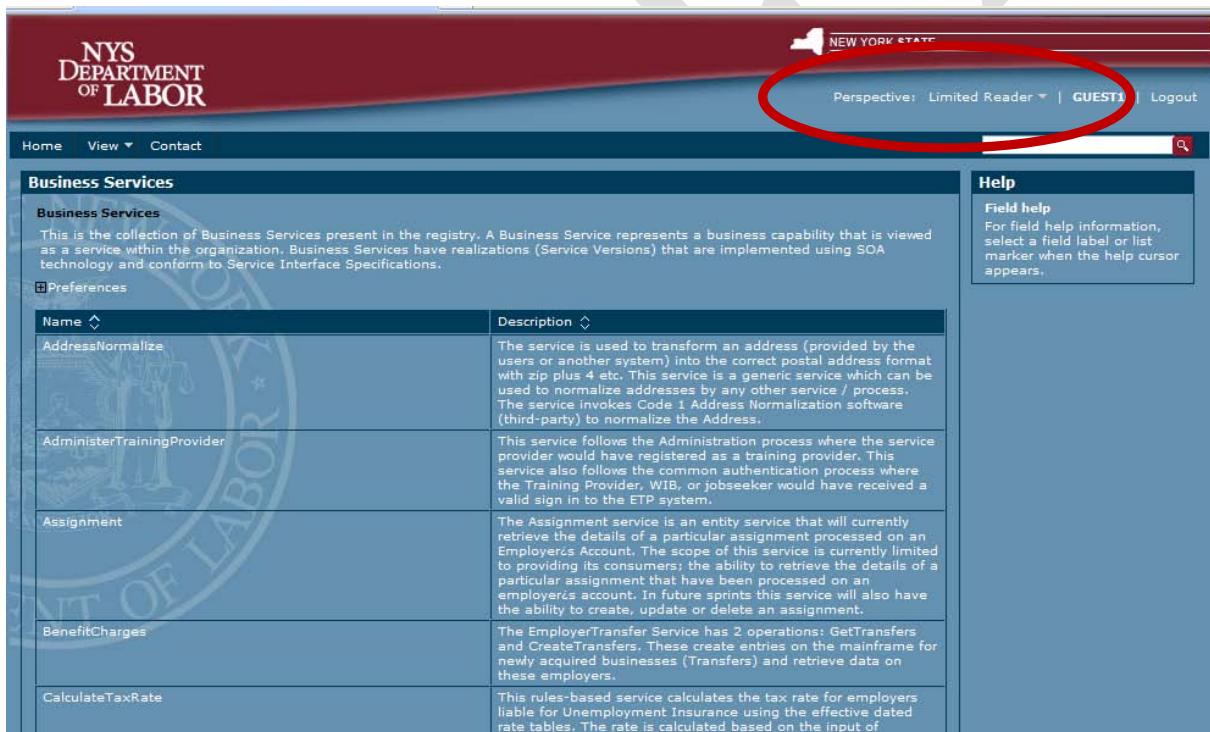 NYS
DEPARTMENT
OF LABOR
NEW YORK STATE
Perspective: Limited Reader | GUEST1 | Logout
Home View Contact
Business Services
Business Services
This is the collection of Business Services present in the registry. A Business Service represents a business capability that is viewed
as a service within the organization. Business Services have realizations (Service Versions) that are implemented using SOA
technology and conform to Service Interface Specifications.
Preferences
Name Description
AddressNormalize
The service is used to transform an address (provided by the
users or another system) into the correct postal address format
with zip plus 4 etc. This service is a generic service which can be
used to normalize addresses by any other service / process.
The service invokes Code 1 Address Normalization software
(third-party) to normalize the Address.
AdministerTrainingProvider
This service follows the Administration process where the service
provider would have registered as a training provider. This
service also follows the common authentication process where
the Training Provider, WIB, or jobseeker would have received a
valid sign in to the ETP system.
Assignment
The Assignment service is an entity service that will currently
retrieve the details of a particular assignment processed on an
Employer¿s Account. The scope of this service is currently limited
to providing its consumers; the ability to retrieve the details of a
particular assignment that have been processed on an
employer¿s account. In future sprints this service will also have
the ability to create, update or delete an assignment.
BenefitCharges
The EmployerTransfer Service has 2 operations: GetTransfers
and CreateTransfers. These create entries on the mainframe for
newly acquired businesses (Transfers) and retrieve data on
these employers.
CalculateTaxRate
This rules-based service calculates the tax rate for employers
liable for Unemployment Insurance using the effective dated
rate tables. The rate is calculated based on the input of
Help
Field help
For field help information,
select a field label or list
marker when the help cursor
appears.